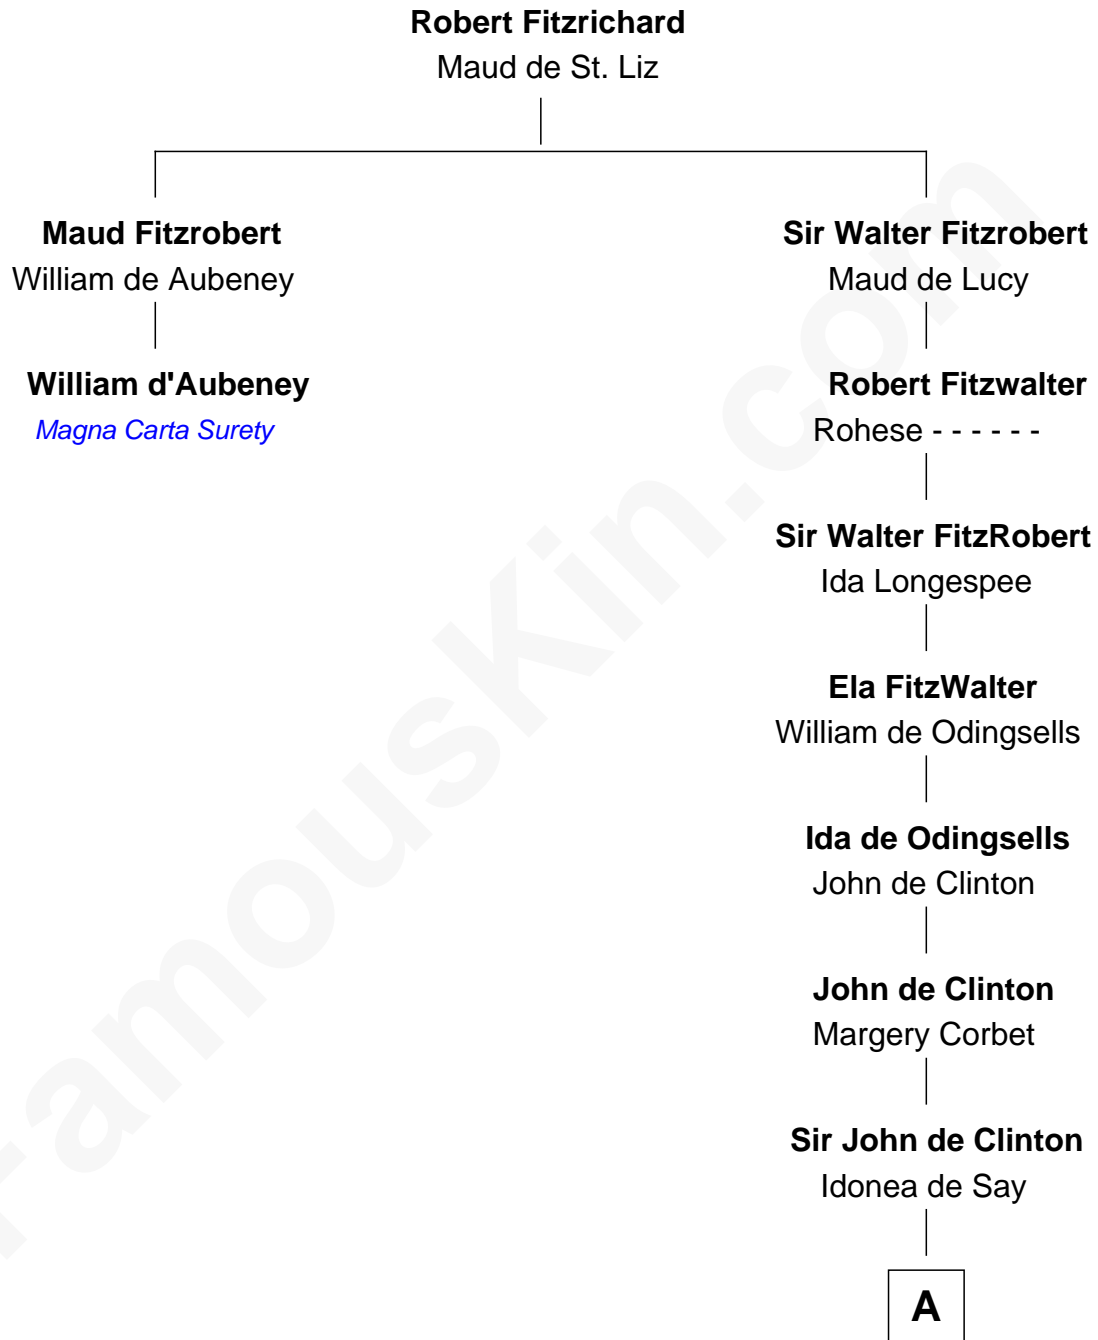 Robert Fitzrichard
Maud de St. Liz
Maud Fitzrobert
William de Aubeney
William d'Aubeney
Magna Carta Surety
Sir Walter Fitzrobert
Maud de Lucy
Robert Fitzwalter
Rohese - - - - - -
Sir Walter FitzRobert
Ida Longespee
Ela FitzWalter
William de Odingsells
Ida de Odingsells
John de Clinton
John de Clinton
Margery Corbet
Sir John de Clinton
Idonea de Say
A
FamousKin.com